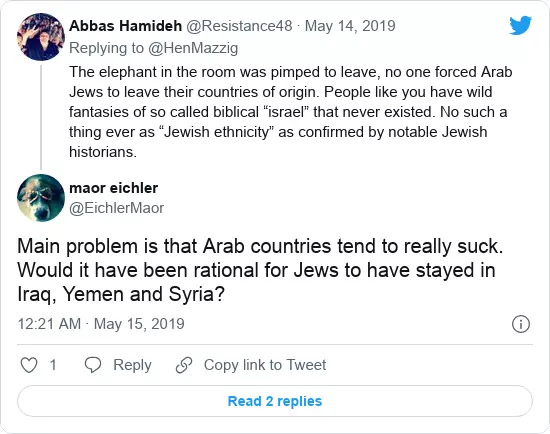 Abbas Hamideh @Resistance48 · May 14, 2019
Replying to @HenMazzig
The elephant in the room was pimped to leave, no one forced Arab
Jews to leave their countries of origin. People like you have wild
fantasies of so called biblical “israel” that never existed. No such a
thing ever as “Jewish ethnicity” as confirmed by notable Jewish
historians.
maor eichler
@EichlerMaor
Main problem is that Arab countries tend to really suck.
Would it have been rational for Jews to have stayed in
Iraq, Yemen and Syria?
12:21 AM · May 15, 2019
1 Reply Copy link to Tweet
Read 2 replies